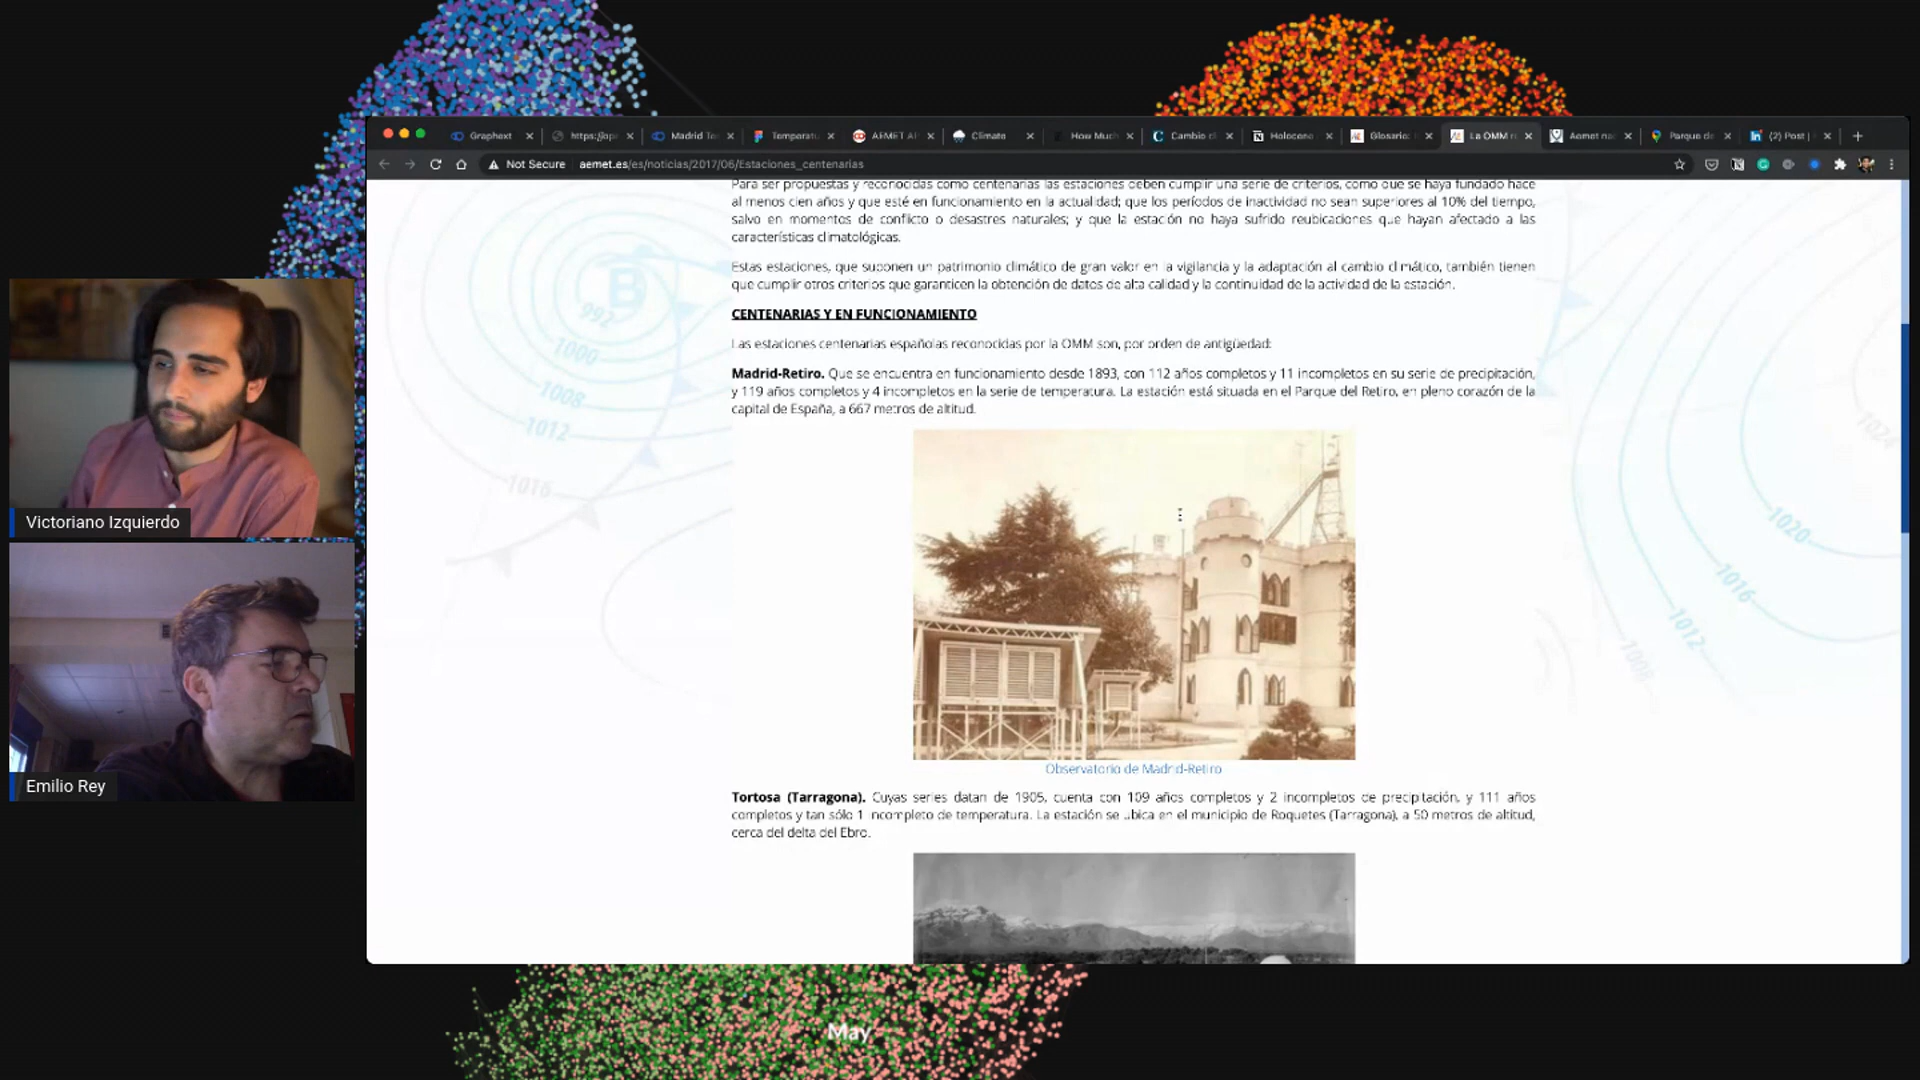 Graphext
https://op
Madrid Te
Temperatu
AEMET AP
Climate
How Much
Cambio cl
Holoceno
Glosario:
La OMM r
Aemet na
Parque de
(2) Post |
Not Secure
aemet.es/es/noticias/2017/06/Estaciones_centenarias
Para ser propuestas y reconocidas como centenarias las estaciones deben cumplir una serie de criterios, como que se haya fundado hace
al menos cien años y que esté en funcionamiento en la actualidad; que los períodos de inactividad no sean superiores al 10% del tiempo,
salvo en momentos de conflicto o desastres naturales; y que la estación no haya sufrido reubicaciones que hayan afectado a las
características climatológicas.
Estas estaciones, que suponen un patrimonio climático de gran valor en la vigilancia y la adaptación al cambio climático, también tienen
que cumplir otros criterios que garanticen la obtención de datos de alta calidad y la continuidad de la actividad de la estación.
CENTENARIAS Y EN FUNCIONAMIENTO
Las estaciones centenarias españolas reconocidas por la OMM son, por orden de antigüedad:
Madrid-Retiro. Que se encuentra en funcionamiento desde 1893, con 112 años completos y 11 incompletos en su serie de precipitación,
y 119 años completos y 4 incompletos en la serie de temperatura. La estación está situada en el Parque del Retiro, en pleno corazón de la
capital de España, a 667 metros de altitud.
Observatorio de Madrid-Retiro
Tortosa (Tarragona). Cuyas series datan de 1905, cuenta con 109 años completos y 2 incompletos de precipitación, y 111 años
completos y tan sólo 1 incompleto de temperatura. La estación se ubica en el municipio de Roquetes (Tarragona), a 50 metros de altitud,
cerca del delta del Ebro.
B
992
1000
1008
1012
1016
1024
1020
1016
1012
1008
Victoriano Izquierdo
Emilio Rey
May